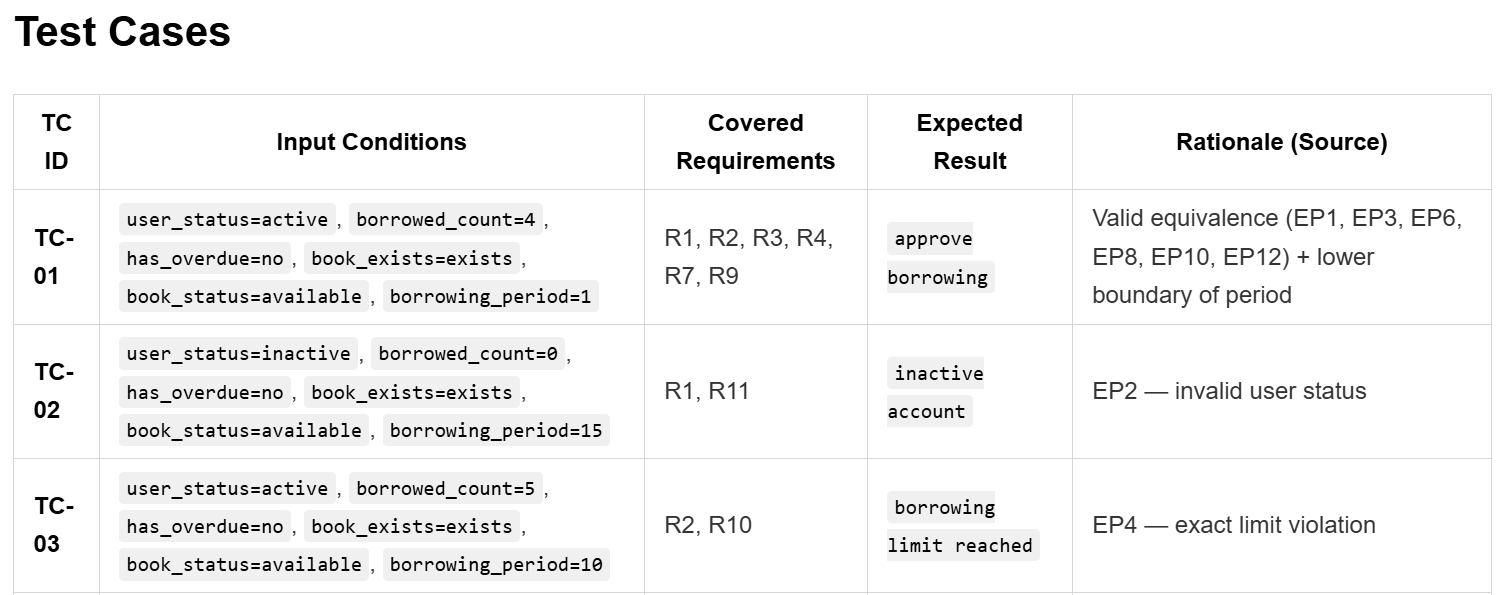 Test Cases
TC ID
Input Conditions
Covered Requirements
Expected Result
Rationale (Source)
TC-01
user_status=active, borrowed_count=4,
has_overdue=no, book_exists=exists,
book_status=available, borrowing_period=1
R1, R2, R3, R4,
R7, R9
approve
borrowing
Valid equivalence (EP1, EP3, EP6,
EP8, EP10, EP12) + lower
boundary of period
TC-02
user_status=inactive, borrowed_count=0,
has_overdue=no, book_exists=exists,
book_status=available, borrowing_period=15
R1, R11
inactive
account
EP2 — invalid user status
TC-03
user_status=active, borrowed_count=5,
has_overdue=no, book_exists=exists,
book_status=available, borrowing_period=10
R2, R10
borrowing
limit reached
EP4 — exact limit violation